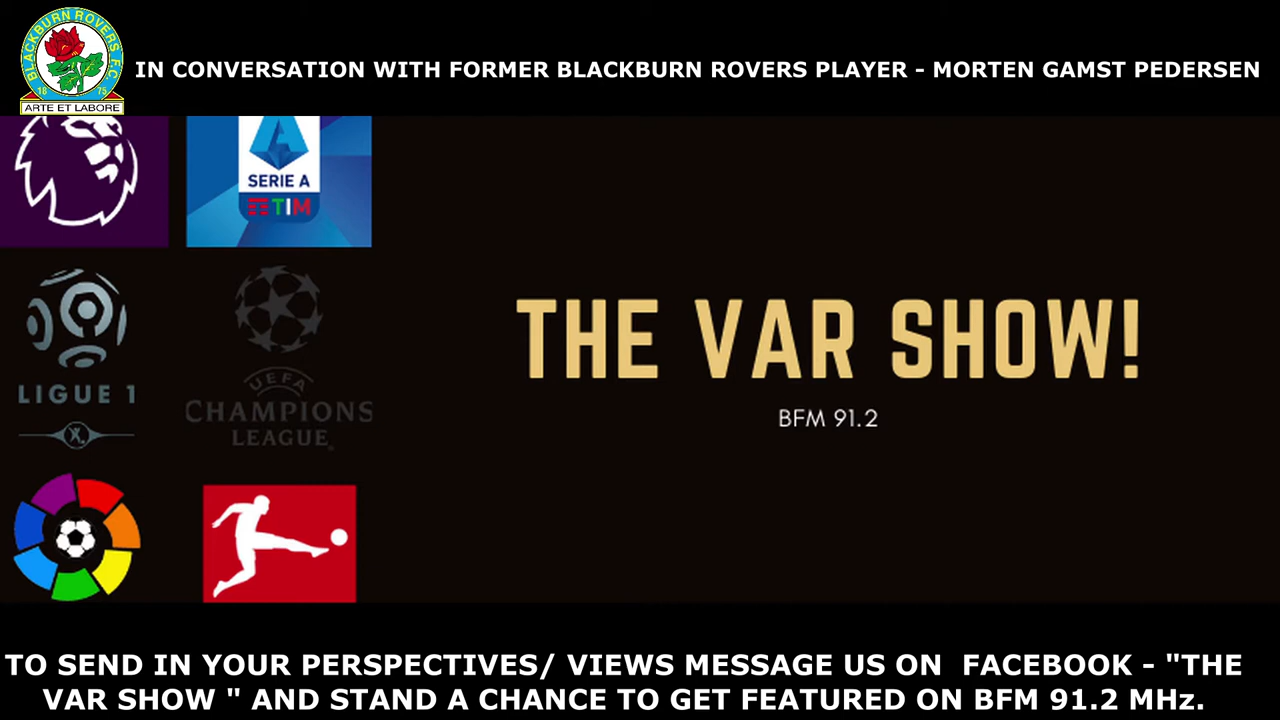 BLACKBURN ROVERS F.C.
18 75
ARTE ET LABORE
IN CONVERSATION WITH FORMER BLACKBURN ROVERS PLAYER - MORTEN GAMST PEDERSEN
SERIE A
TIM
LIGUE 1
UEFA
CHAMPIONS
LEAGUE
THE VAR SHOW!
BFM 91.2
TO SEND IN YOUR PERSPECTIVES/ VIEWS MESSAGE US ON  FACEBOOK - "THE
VAR SHOW " AND STAND A CHANCE TO GET FEATURED ON BFM 91.2 MHz.